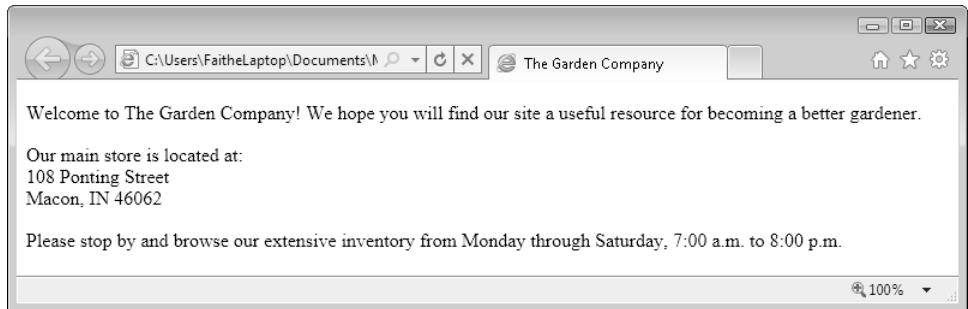 C:\Users\FaitheLaptop\Documents\
The Garden Company
Welcome to The Garden Company! We hope you will find our site a useful resource for becoming a better gardener.
Our main store is located at:
108 Ponting Street
Macon, IN 46062
Please stop by and browse our extensive inventory from Monday through Saturday, 7:00 a.m. to 8:00 p.m.
100%